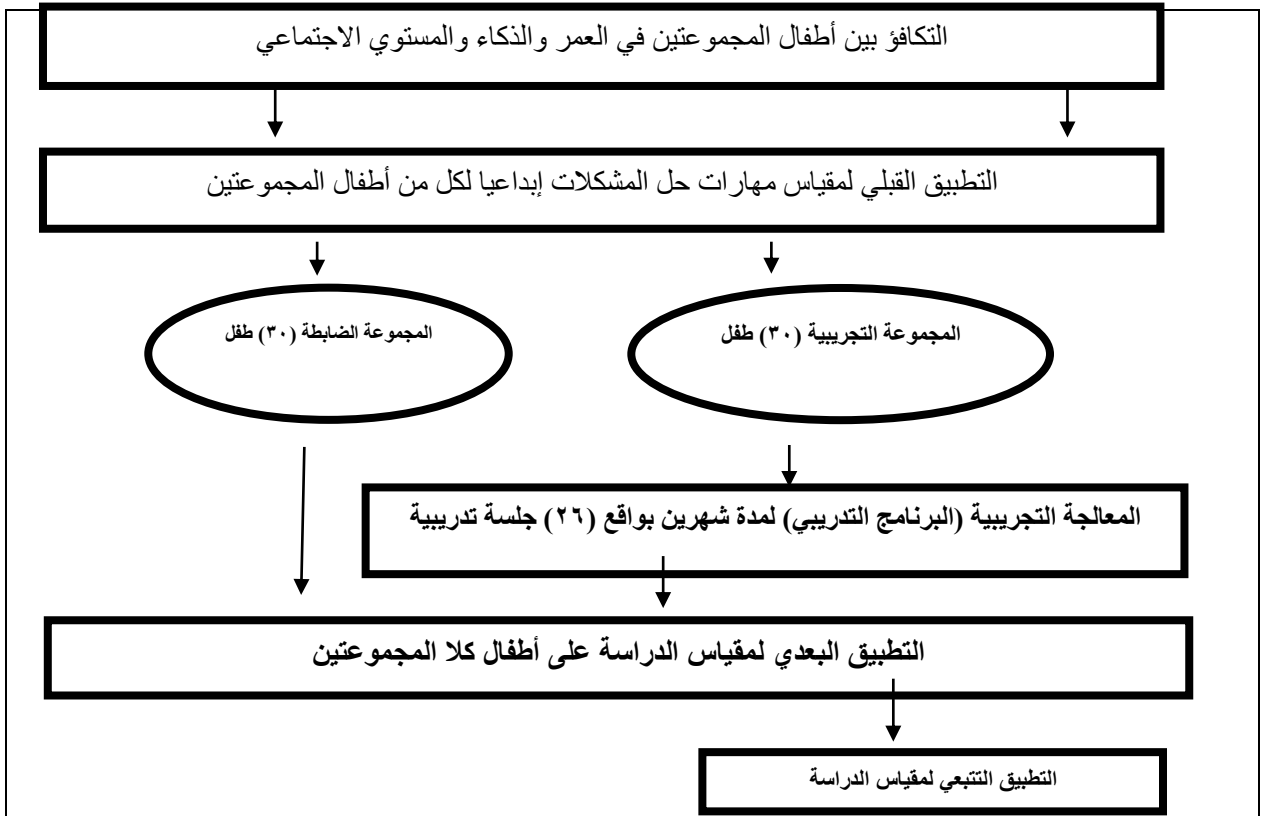 التكافؤ بين أطفال المجموعتين في العمر والذكاء والمستوي الاجتماعي
التطبيق القبلي لمقياس مهارات حل المشكلات إبداعيا لكل من أطفال المجموعتين
المجموعة التجريبية (٣٠) طفل
المجموعة الضابطة (٣٠) طفل
المعالجة التجريبية (البرنامج التدريبي) لمدة شهرين بواقع (٢٦) جلسة تدريبية
التطبيق البعدي لمقياس الدراسة على أطفال كلا المجموعتين
التطبيق التتبعي لمقياس الدراسة